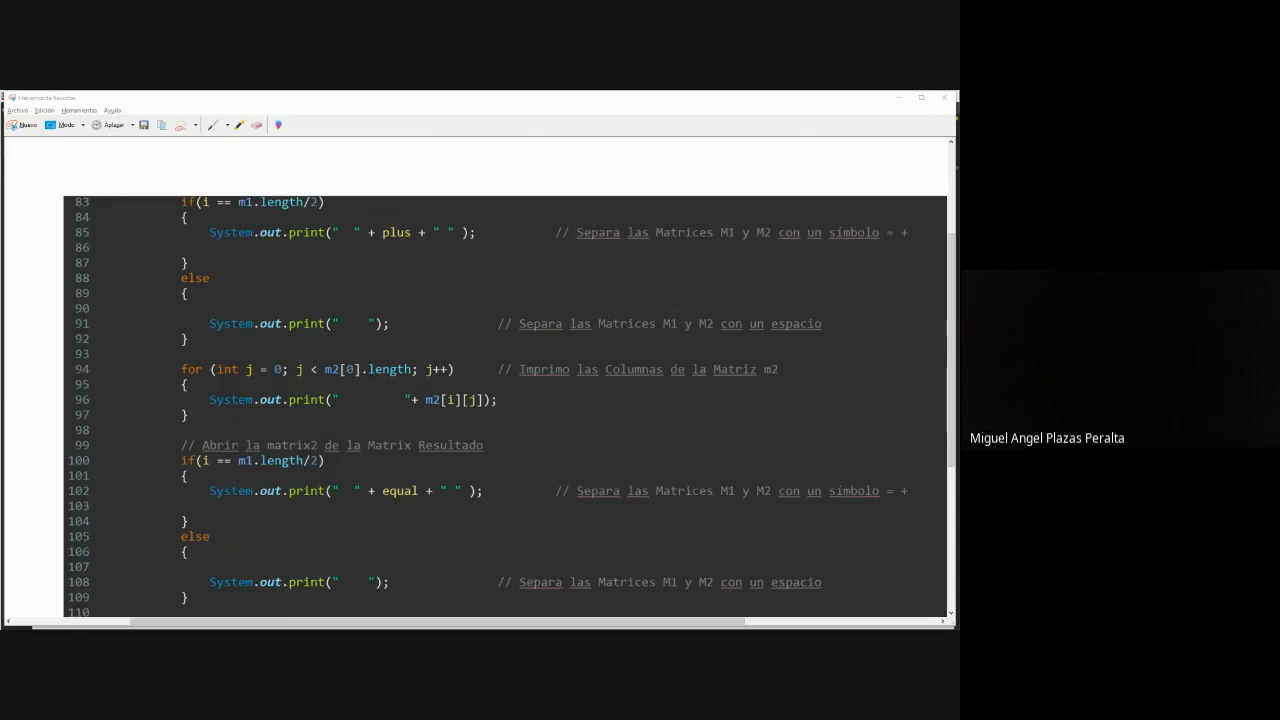 Herramienta Recortes
Archivo Edición Herramientas Ayuda
Nuevo Modo Aplazar
83 if(i == m1.length/2)
84 {
85 System.out.print("  " + plus + " " ); // Separa las Matrices M1 y M2 con un símbolo = +
86
87 }
88 else
89 {
90
91 System.out.print("    "); // Separa las Matrices M1 y M2 con un espacio
92 }
93
94 for (int j = 0; j < m2[0].length; j++) // Imprimo las Columnas de la Matriz m2
95 {
96 System.out.print("         "+ m2[i][j]);
97 }
98
99 // Abrir la matrix2 de la Matrix Resultado
100 if(i == m1.length/2)
101 {
102 System.out.print("  " + equal + " " ); // Separa las Matrices M1 y M2 con un símbolo = +
103
104 }
105 else
106 {
107
108 System.out.print("    "); // Separa las Matrices M1 y M2 con un espacio
109 }
110
Miguel Angel Plazas Peralta